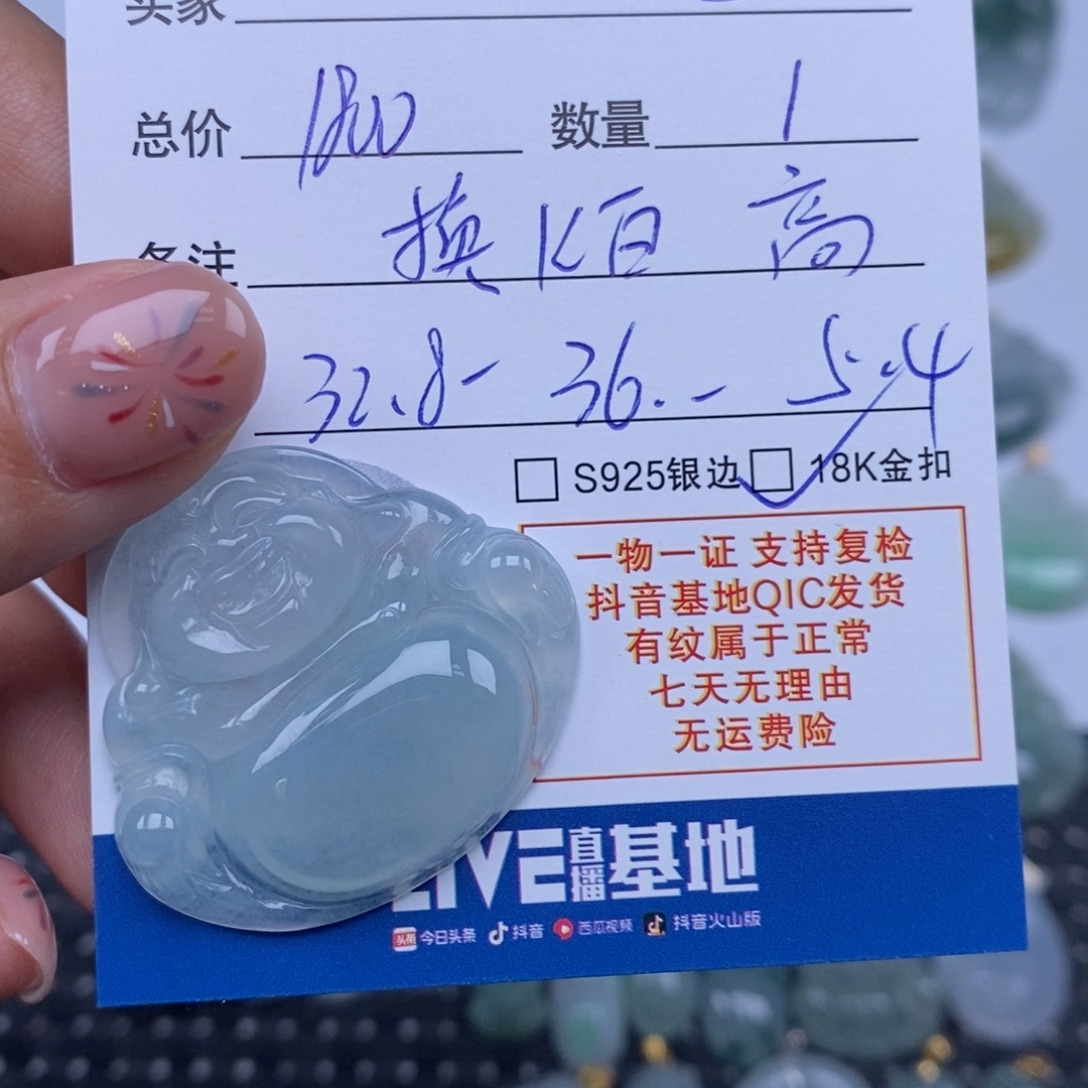 买家
总价 1800 数量 1
备注 换K百 高
32.8- 36.- 5.4
S925银边 18K金扣
一物一证 支持复检
抖音基地QIC发货
有纹属于正常
七天无理由
无运费险
LIVE直播基地
头条 今日头条 抖音 西瓜视频 抖音火山版